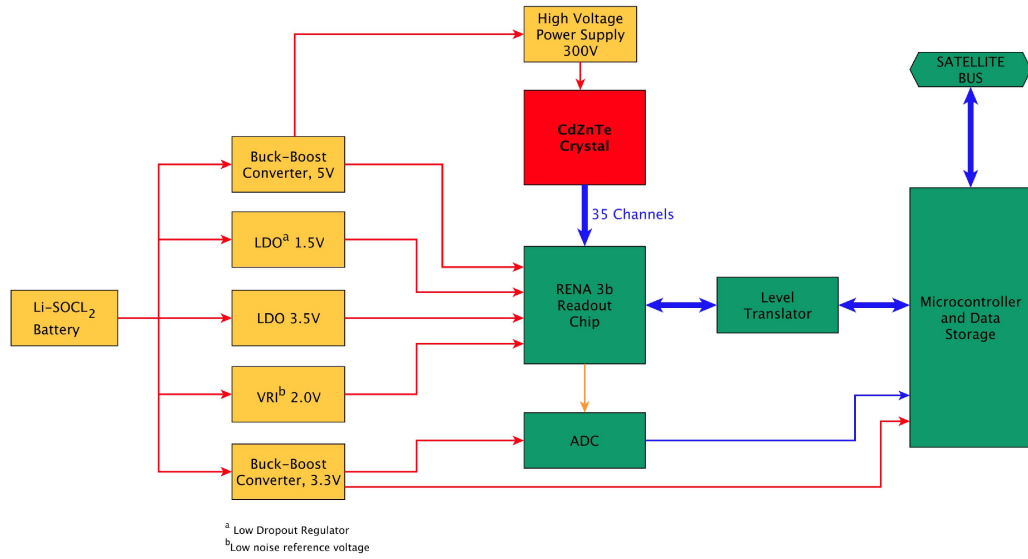 High Voltage
Power Supply
300V
SATELLITE
BUS
CdZnTe
Crystal
Buck-Boost
Converter, 5V
35 Channels
LDOa 1.5V
Li-SOCL2
Battery
LDO 3.5V
RENA 3b
Readout
Chip
Level
Translator
Microcontroller
and Data
Storage
VRIb 2.0V
ADC
Buck-Boost
Converter, 3.3V
a Low Dropout Regulator
bLow noise reference voltage